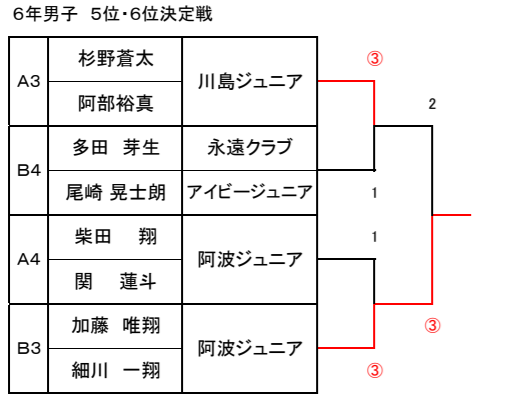 ６年男子　５位・６位決定戦
A3
杉野蒼太
阿部裕真
川島ジュニア
③
2
B4
多田　芽生
永遠クラブ
尾崎 晃士朗
アイビージュニア
1
A4
柴田　　翔
関　　蓮斗
阿波ジュニア
1
B3
加藤　唯翔
細川　一翔
阿波ジュニア
③
③